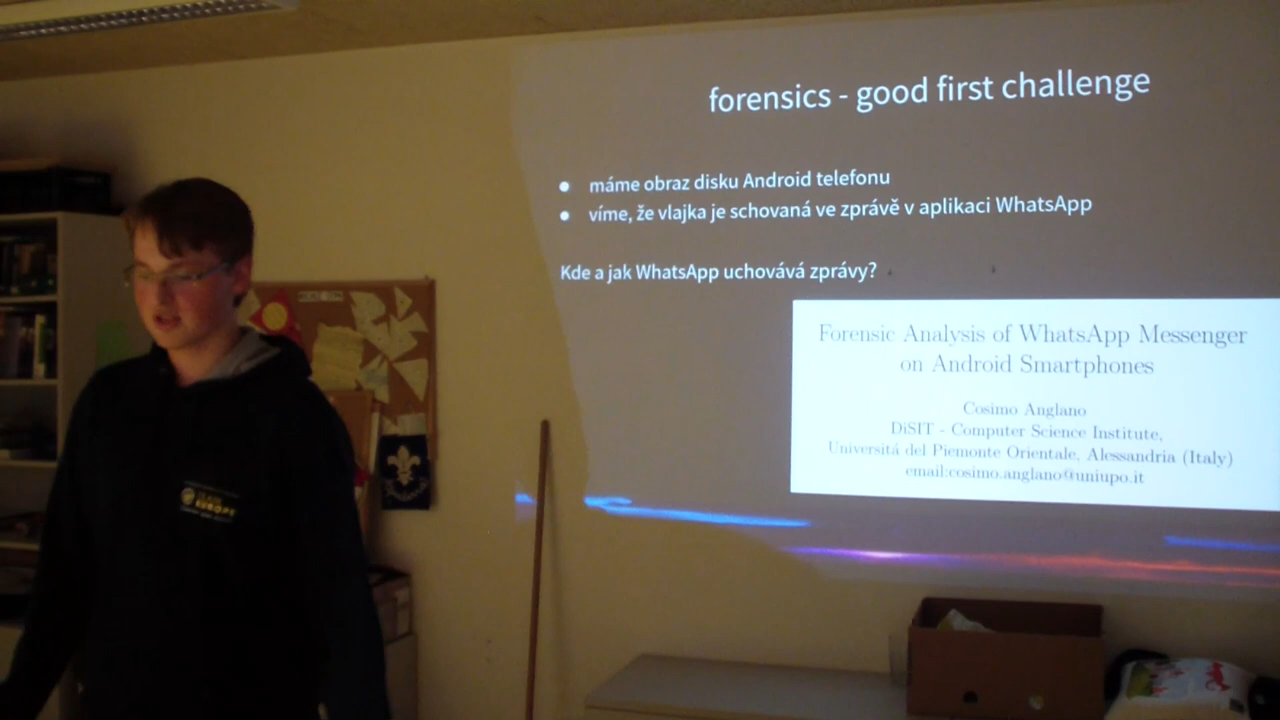 forensics - good first challenge
máme obraz disku Android telefonu
víme, že vlajka je schovaná ve zprávě v aplikaci WhatsApp
Kde a jak WhatsApp uchovává zprávy?
Forensic Analysis of WhatsApp Messenger
on Android Smartphones
Cosimo Anglano
DiSIT - Computer Science Institute,
Universitá del Piemonte Orientale, Alessandria (Italy)
email:cosimo.anglano@uniupo.it
TEAM
EUROPE